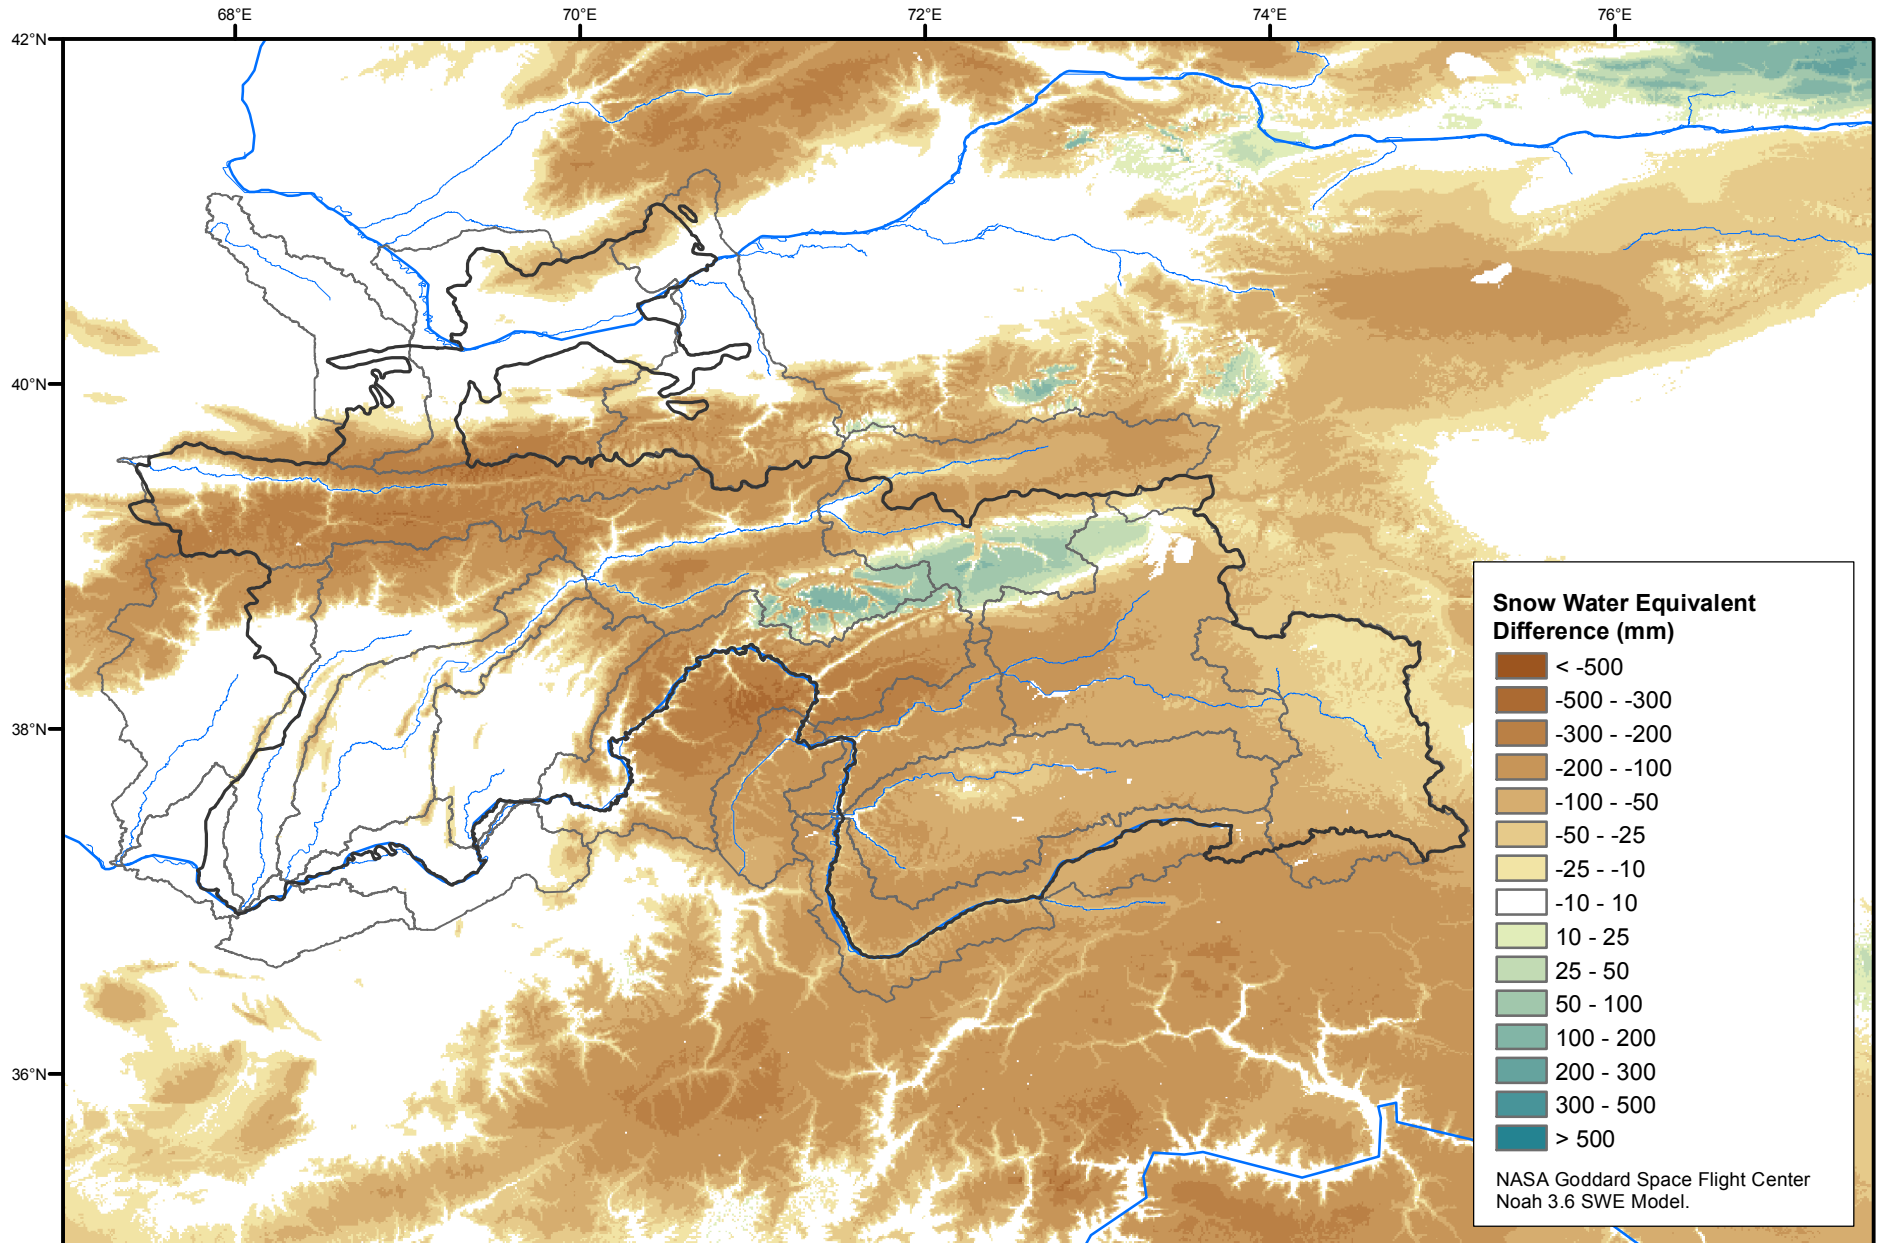 68°E 70°E 72°E 74°E 76°E
42°N
40°N
38°N
36°N
Snow Water Equivalent
Difference (mm)
< -500
-500 - -300
-300 - -200
-200 - -100
-100 - -50
-50 - -25
-25 - -10
-10 - 10
10 - 25
25 - 50
50 - 100
100 - 200
200 - 300
300 - 500
> 500
NASA Goddard Space Flight Center
Noah 3.6 SWE Model.